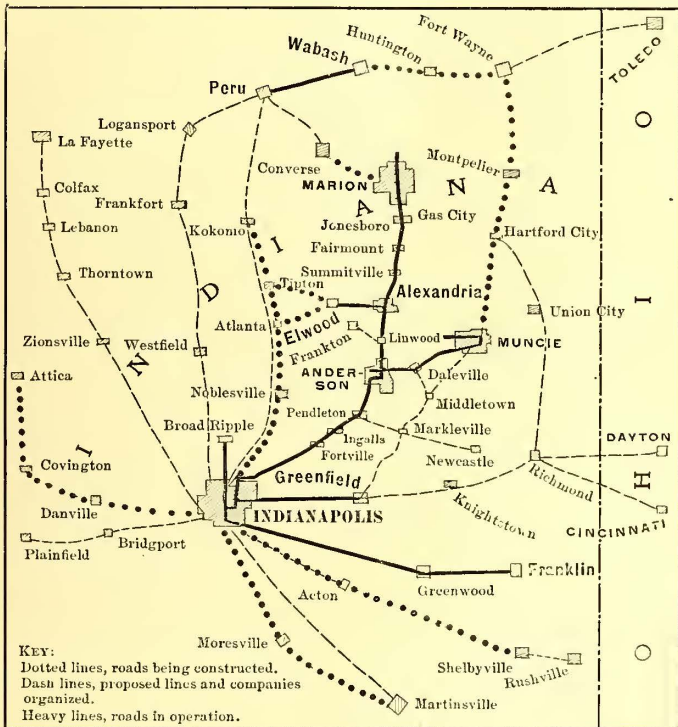 Fort Wayne
Huntington
Wabash
TOLEDO
Peru
Logansport
La Fayette
Converse
MARION
Montpelier
O
H
I
O
I
N
D
I
A
N
A
Colfax
Frankfort
Kokomo
Jonesboro
Gas City
Lebanon
Fairmount
Hartford City
Summitville
Thorntown
Tipton
Alexandria
Atlanta
Elwood
Union City
Zionsville
Westfield
Frankton
Linwood
MUNCIE
Attica
ANDER-
SON
Daleville
Noblesville
Middletown
Broad Ripple
Pendleton
Markleville
Ingalls
Fortville
Newcastle
DAYTON
Covington
Greenfield
Richmond
Danville
INDIANAPOLIS
Knightstown
CINCINNATI
Plainfield
Bridgport
Franklin
Greenwood
Acton
Moresville
Shelbyville
Rushville
Martinsville
KEY:
Dotted lines, roads being constructed.
Dash lines, proposed lines and companies
organized.
Heavy lines, roads in operation.